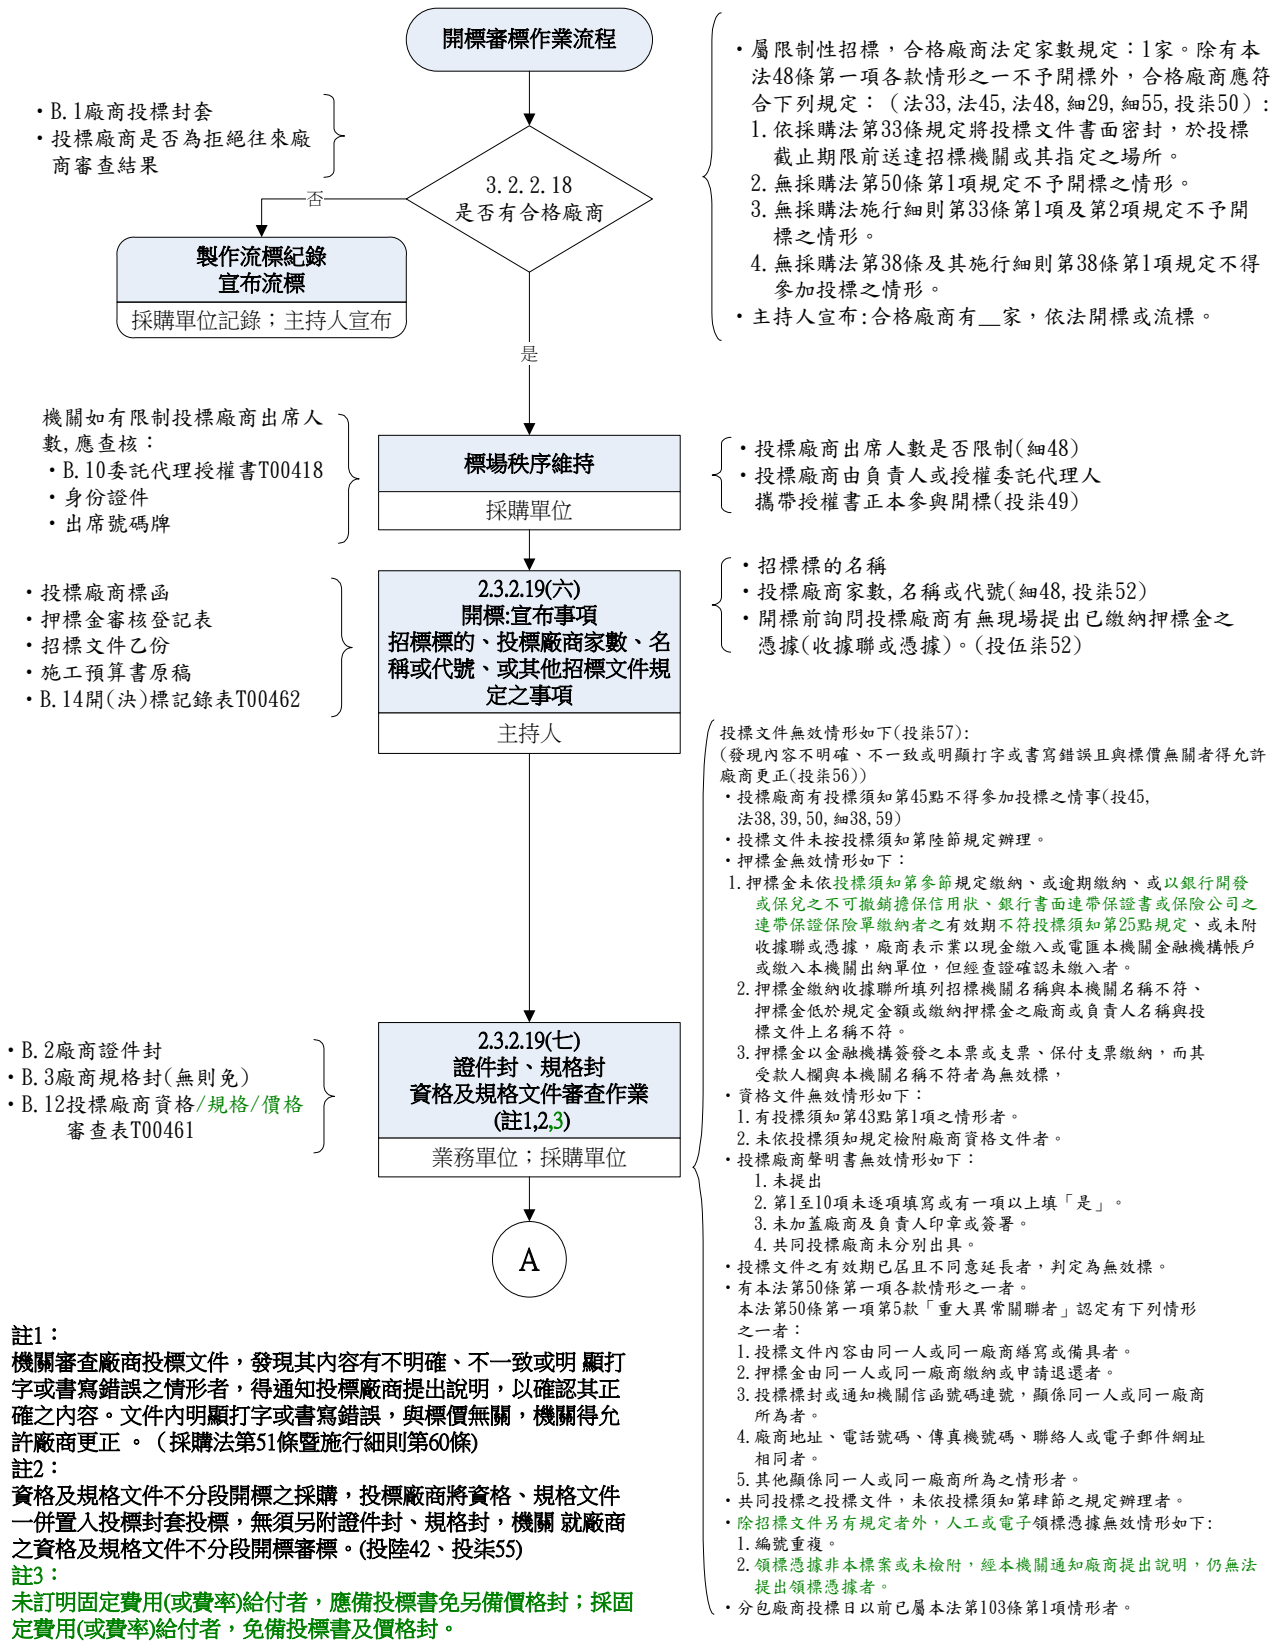 開標審標作業流程
・B.1廠商投標封套
・投標廠商是否為拒絕往來廠
商審查結果
3.2.2.18
是否有合格廠商
否
製作流標紀錄
宣布流標
採購單位記錄；主持人宣布
是
・屬限制性招標，合格廠商法定家數規定：1家。除有本
法48條第一項各款情形之一不予開標外，合格廠商應符
合下列規定：（法33,法45,法48,細29,細55,投柒50）:
1.依採購法第33條規定將投標文件書面密封，於投標
截止期限前送達招標機關或其指定之場所。
2.無採購法第50條第1項規定不予開標之情形。
3.無採購法施行細則第33條第1項及第2項規定不予開
標之情形。
4.無採購法第38條及其施行細則第38條第1項規定不得
參加投標之情形。
・主持人宣布:合格廠商有__家，依法開標或流標。
機關如有限制投標廠商出席人
數,應查核：
・B.10委託代理授權書T00418
・身份證件
・出席號碼牌
標場秩序維持
採購單位
・投標廠商出席人數是否限制(細48)
・投標廠商由負責人或授權委託代理人
攜帶授權書正本參與開標(投柒49)
・投標廠商標函
・押標金審核登記表
・招標文件乙份
・施工預算書原稿
・B.14開(決)標記錄表T00462
2.3.2.19(六)
開標:宣布事項
招標標的、投標廠商家數、名
稱或代號、或其他招標文件規
定之事項
主持人
・招標標的名稱
・投標廠商家數,名稱或代號(細48,投柒52)
・開標前詢問投標廠商有無現場提出已繳納押標金之
憑據(收據聯或憑據)。(投伍柒52)
・B.2廠商證件封
・B.3廠商規格封(無則免)
・B.12投標廠商資格/規格/價格
審查表T00461
2.3.2.19(七)
證件封、規格封
資格及規格文件審查作業
(註1,2,3)
業務單位；採購單位
A
投標文件無效情形如下(投柒57):
(發現內容不明確、不一致或明顯打字或書寫錯誤且與標價無關者得允許
廠商更正(投柒56))
・投標廠商有投標須知第45點不得參加投標之情事(投45,
法38,39,50,細38,59)
・投標文件未按投標須知第陸節規定辦理。
・押標金無效情形如下：
1.押標金未依投標須知第參節規定繳納、或逾期繳納、或以銀行開發
或保兌之不可撤銷擔保信用狀、銀行書面連帶保證書或保險公司之
連帶保證保險單繳納者之有效期不符投標須知第25點規定、或未附
收據聯或憑據，廠商表示業以現金繳入或電匯本機關金融機構帳戶
或繳入本機關出納單位，但經查證確認未繳入者。
2.押標金繳納收據聯所填列招標機關名稱與本機關名稱不符、
押標金低於規定金額或繳納押標金之廠商或負責人名稱與投
標文件上名稱不符。
3.押標金以金融機構簽發之本票或支票、保付支票繳納，而其
受款人欄與本機關名稱不符者為無效標，
・資格文件無效情形如下：
1.有投標須知第43點第1項之情形者。
2.未依投標須知規定檢附廠商資格文件者。
・投標廠商聲明書無效情形如下：
1.未提出
2.第1至10項未逐項填寫或有一項以上填「是」。
3.未加蓋廠商及負責人印章或簽署。
4.共同投標廠商未分別出具。
・投標文件之有效期已屆且不同意延長者，判定為無效標。
・有本法第50條第一項各款情形之一者。
本法第50條第一項第5款「重大異常關聯者」認定有下列情形
之一者：
1.投標文件內容由同一人或同一廠商繕寫或備具者。
2.押標金由同一人或同一廠商繳納或申請退還者。
3.投標標封或通知機關信函號碼連號，顯係同一人或同一廠商
所為者。
4.廠商地址、電話號碼、傳真機號碼、聯絡人或電子郵件網址
相同者。
5.其他顯係同一人或同一廠商所為之情形者。
・共同投標之投標文件，未依投標須知第肆節之規定辦理者。
・除招標文件另有規定者外，人工或電子領標憑據無效情形如下:
1.編號重複。
2.領標憑據非本標案或未檢附，經本機關通知廠商提出說明，仍無法
提出領標憑據者。
・分包廠商投標日以前已屬本法第103條第1項情形者。
註1：
機關審查廠商投標文件，發現其內容有不明確、不一致或明 顯打
字或書寫錯誤之情形者，得通知投標廠商提出說明，以確認其正
確之內容。文件內明顯打字或書寫錯誤，與標價無關，機關得允
許廠商更正 。（採購法第51條暨施行細則第60條)
註2：
資格及規格文件不分段開標之採購，投標廠商將資格、規格文件
一併置入投標封套投標，無須另附證件封、規格封，機關 就廠商
之資格及規格文件不分段開標審標。(投陸42、投柒55)
註3：
未訂明固定費用(或費率)給付者，應備投標書免另備價格封；採固
定費用(或費率)給付者，免備投標書及價格封。